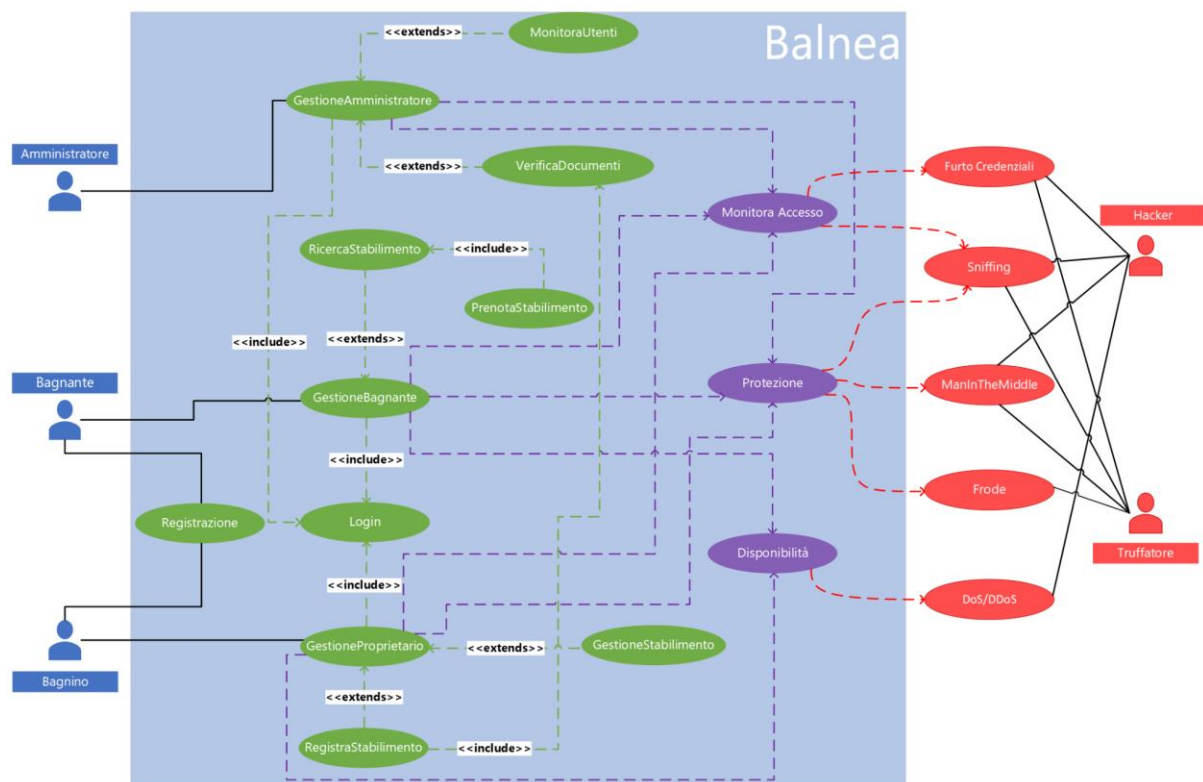 <<extends>>
MonitoraUtenti
Balnea
GestioneAmministratore
Amministratore
<<extends>>
VerificaDocumenti
Furto Credenziali
Monitora Accesso
Hacker
RicercaStabilimento
<<include>>
Sniffing
PrenotaStabilimento
<<include>>
<<extends>>
Bagnante
GestioneBagnante
Protezione
ManInTheMiddle
<<include>>
Frode
Registrazione
Login
Disponibilità
Truffatore
<<include>>
DoS/DDoS
GestioneProprietario
<<extends>>
GestioneStabilimento
Bagnino
<<extends>>
RegistraStabilimento
<<include>>